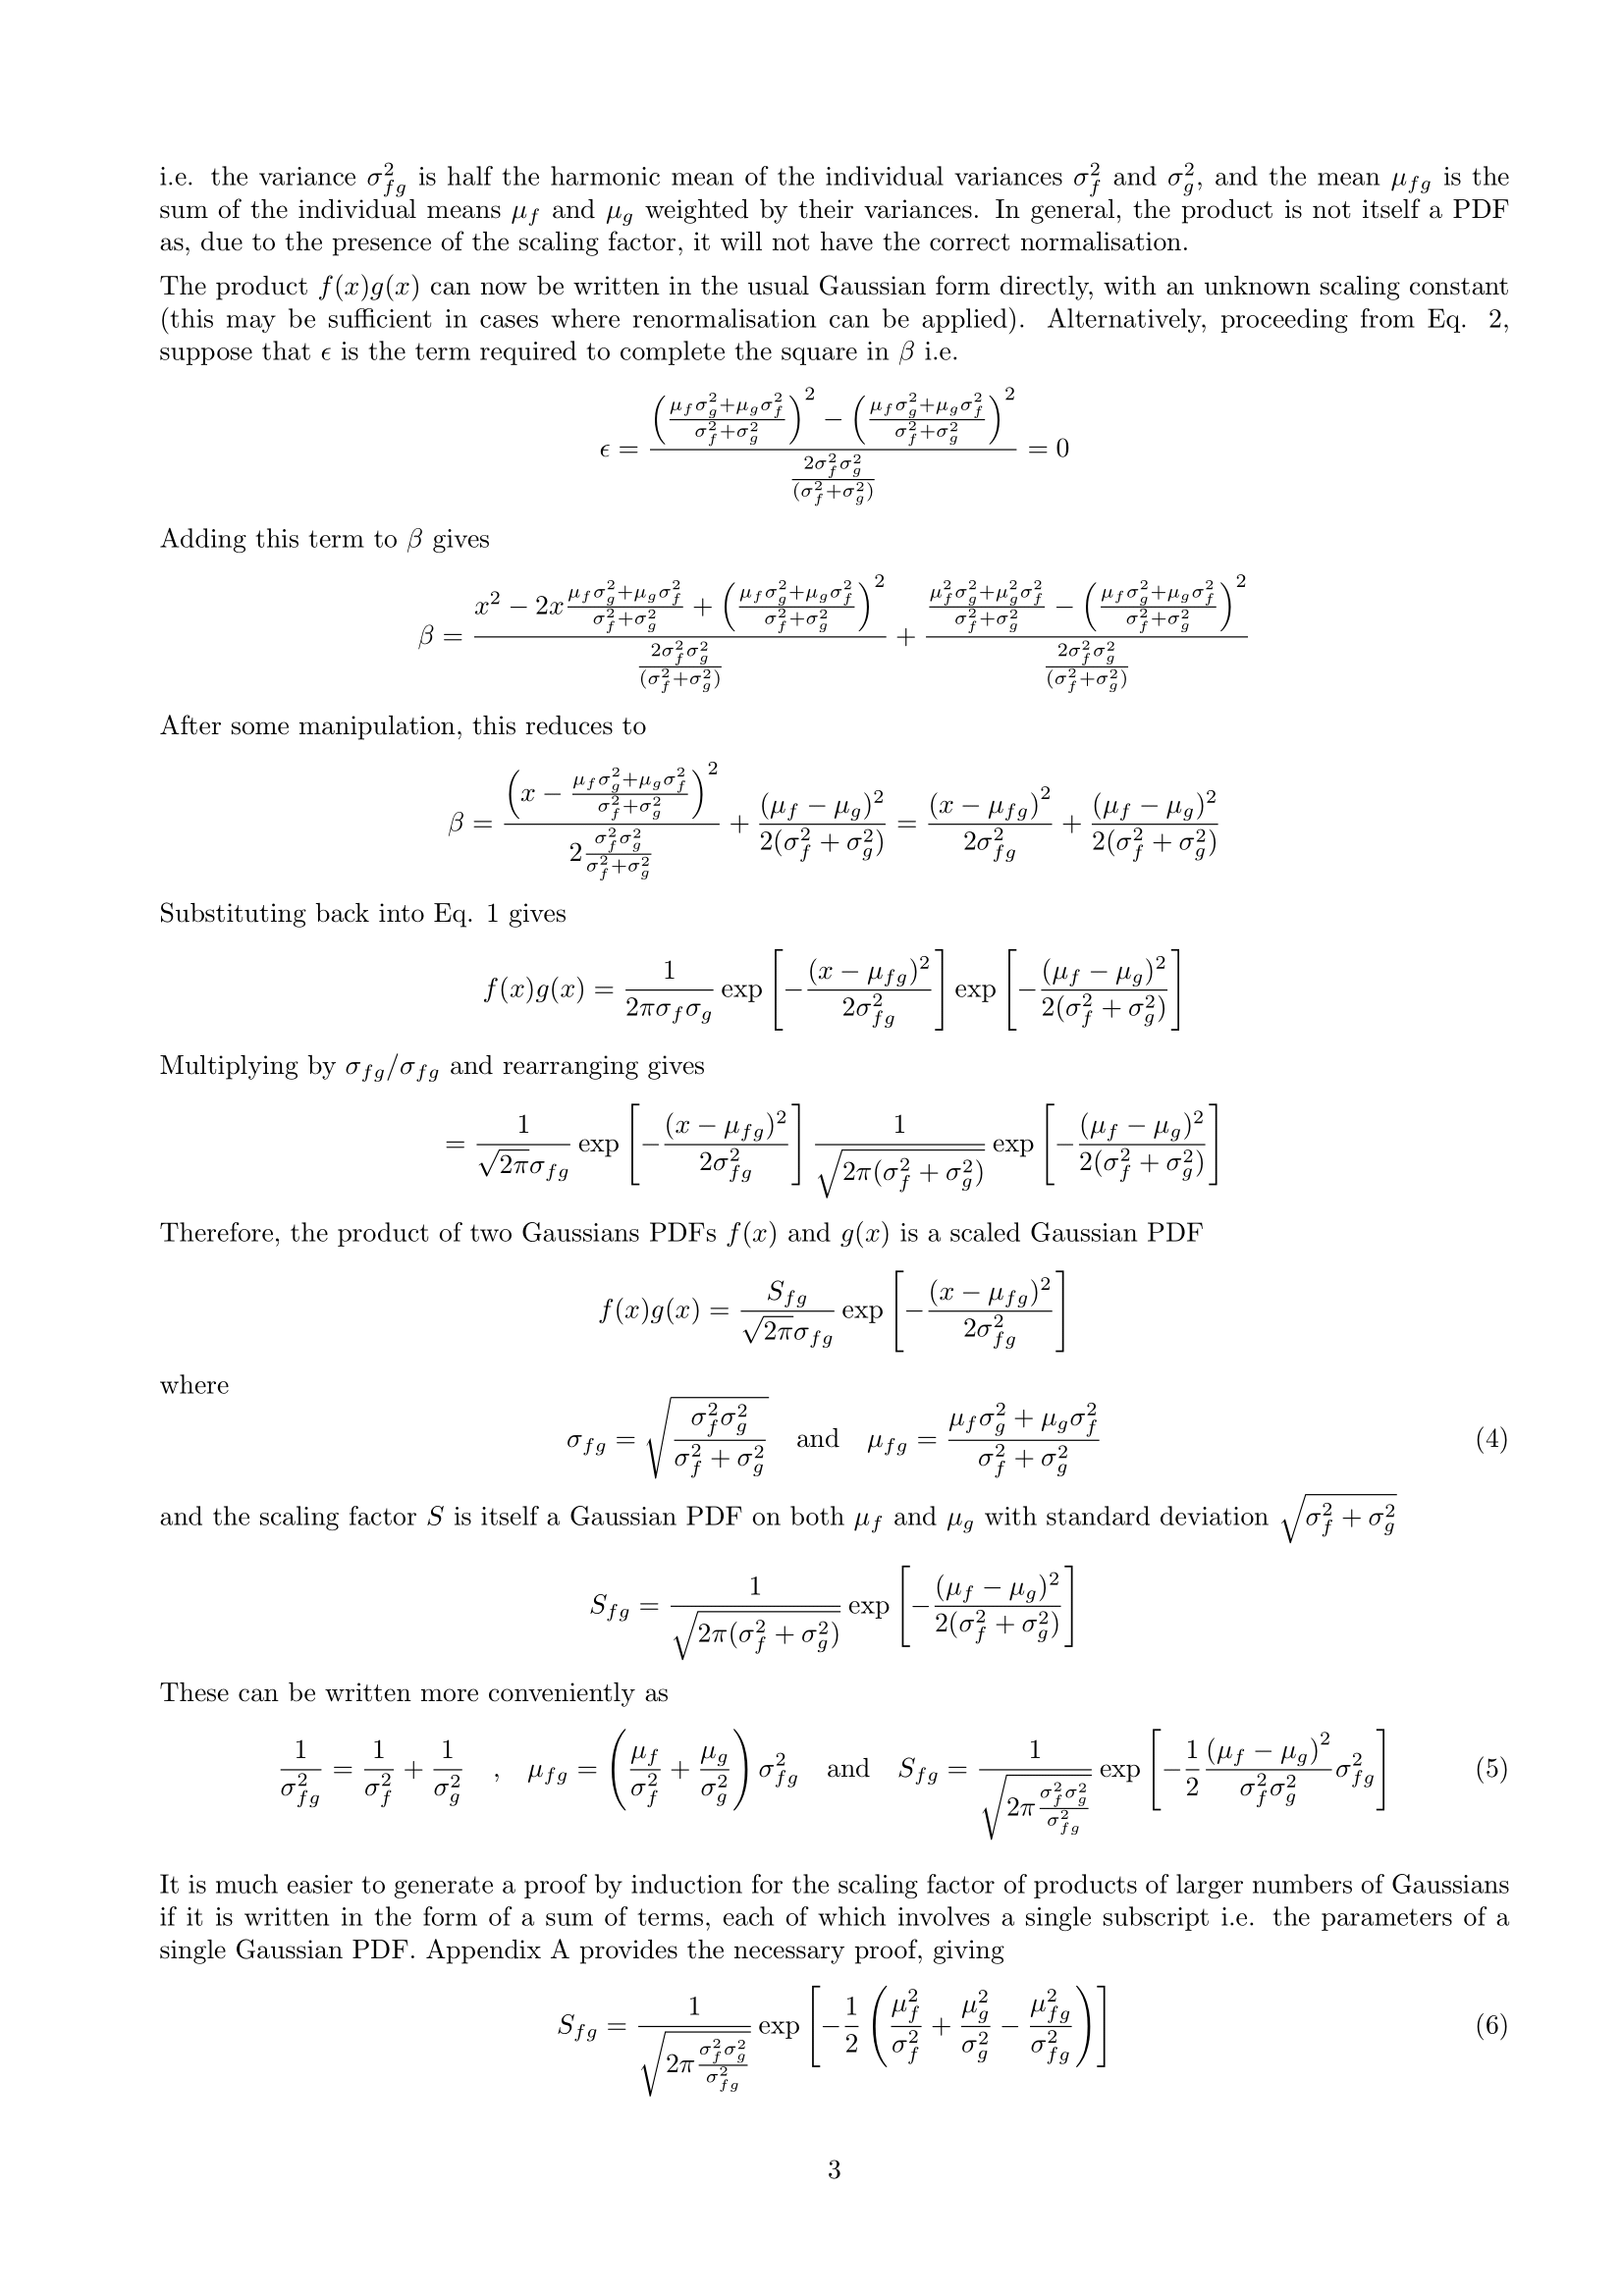 i.e. the variance σ²_{fg} is half the harmonic mean of the individual variances σ²_f and σ²_g, and the mean μ_{fg} is the
sum of the individual means μ_f and μ_g weighted by their variances. In general, the product is not itself a PDF
as, due to the presence of the scaling factor, it will not have the correct normalisation.
The product f(x)g(x) can now be written in the usual Gaussian form directly, with an unknown scaling constant
(this may be sufficient in cases where renormalisation can be applied). Alternatively, proceeding from Eq. 2,
suppose that ϵ is the term required to complete the square in β i.e.
\epsilon = \frac{\left(\frac{\mu_f\sigma_g^2+\mu_g\sigma_f^2}{\sigma_f^2+\sigma_g^2}\right)^2 - \left(\frac{\mu_f\sigma_g^2+\mu_g\sigma_f^2}{\sigma_f^2+\sigma_g^2}\right)^2}{\frac{2\sigma_f^2\sigma_g^2}{(\sigma_f^2+\sigma_g^2)}} = 0
Adding this term to β gives
\beta = \frac{x^2 - 2x\frac{\mu_f\sigma_g^2+\mu_g\sigma_f^2}{\sigma_f^2+\sigma_g^2} + \left(\frac{\mu_f\sigma_g^2+\mu_g\sigma_f^2}{\sigma_f^2+\sigma_g^2}\right)^2}{\frac{2\sigma_f^2\sigma_g^2}{(\sigma_f^2+\sigma_g^2)}} + \frac{\frac{\mu_f^2\sigma_g^2+\mu_g^2\sigma_f^2}{\sigma_f^2+\sigma_g^2} - \left(\frac{\mu_f\sigma_g^2+\mu_g\sigma_f^2}{\sigma_f^2+\sigma_g^2}\right)^2}{\frac{2\sigma_f^2\sigma_g^2}{(\sigma_f^2+\sigma_g^2)}}
After some manipulation, this reduces to
\beta = \frac{\left(x - \frac{\mu_f\sigma_g^2+\mu_g\sigma_f^2}{\sigma_f^2+\sigma_g^2}\right)^2}{2\frac{\sigma_f^2\sigma_g^2}{\sigma_f^2+\sigma_g^2}} + \frac{(\mu_f-\mu_g)^2}{2(\sigma_f^2+\sigma_g^2)} = \frac{(x-\mu_{fg})^2}{2\sigma_{fg}^2} + \frac{(\mu_f-\mu_g)^2}{2(\sigma_f^2+\sigma_g^2)}
Substituting back into Eq. 1 gives
f(x)g(x) = \frac{1}{2\pi\sigma_f\sigma_g} \exp\left[-\frac{(x-\mu_{fg})^2}{2\sigma_{fg}^2}\right] \exp\left[-\frac{(\mu_f-\mu_g)^2}{2(\sigma_f^2+\sigma_g^2)}\right]
Multiplying by σ_{fg}/σ_{fg} and rearranging gives
= \frac{1}{\sqrt{2\pi}\sigma_{fg}} \exp\left[-\frac{(x-\mu_{fg})^2}{2\sigma_{fg}^2}\right] \frac{1}{\sqrt{2\pi(\sigma_f^2+\sigma_g^2)}} \exp\left[-\frac{(\mu_f-\mu_g)^2}{2(\sigma_f^2+\sigma_g^2)}\right]
Therefore, the product of two Gaussians PDFs f(x) and g(x) is a scaled Gaussian PDF
f(x)g(x) = \frac{S_{fg}}{\sqrt{2\pi}\sigma_{fg}} \exp\left[-\frac{(x-\mu_{fg})^2}{2\sigma_{fg}^2}\right]
where
\sigma_{fg} = \sqrt{\frac{\sigma_f^2\sigma_g^2}{\sigma_f^2+\sigma_g^2}} and \mu_{fg} = \frac{\mu_f\sigma_g^2+\mu_g\sigma_f^2}{\sigma_f^2+\sigma_g^2} (4)
and the scaling factor S is itself a Gaussian PDF on both μ_f and μ_g with standard deviation \sqrt{\sigma_f^2+\sigma_g^2}
S_{fg} = \frac{1}{\sqrt{2\pi(\sigma_f^2+\sigma_g^2)}} \exp\left[-\frac{(\mu_f-\mu_g)^2}{2(\sigma_f^2+\sigma_g^2)}\right]
These can be written more conveniently as
\frac{1}{\sigma_{fg}^2} = \frac{1}{\sigma_f^2} + \frac{1}{\sigma_g^2} , \mu_{fg} = \left(\frac{\mu_f}{\sigma_f^2} + \frac{\mu_g}{\sigma_g^2}\right)\sigma_{fg}^2 and S_{fg} = \frac{1}{\sqrt{2\pi\frac{\sigma_f^2\sigma_g^2}{\sigma_{fg}^2}}} \exp\left[-\frac{1}{2}\frac{(\mu_f-\mu_g)^2}{\sigma_f^2\sigma_g^2}\sigma_{fg}^2\right] (5)
It is much easier to generate a proof by induction for the scaling factor of products of larger numbers of Gaussians
if it is written in the form of a sum of terms, each of which involves a single subscript i.e. the parameters of a
single Gaussian PDF. Appendix A provides the necessary proof, giving
S_{fg} = \frac{1}{\sqrt{2\pi\frac{\sigma_f^2\sigma_g^2}{\sigma_{fg}^2}}} \exp\left[-\frac{1}{2}\left(\frac{\mu_f^2}{\sigma_f^2} + \frac{\mu_g^2}{\sigma_g^2} - \frac{\mu_{fg}^2}{\sigma_{fg}^2}\right)\right] (6)
3